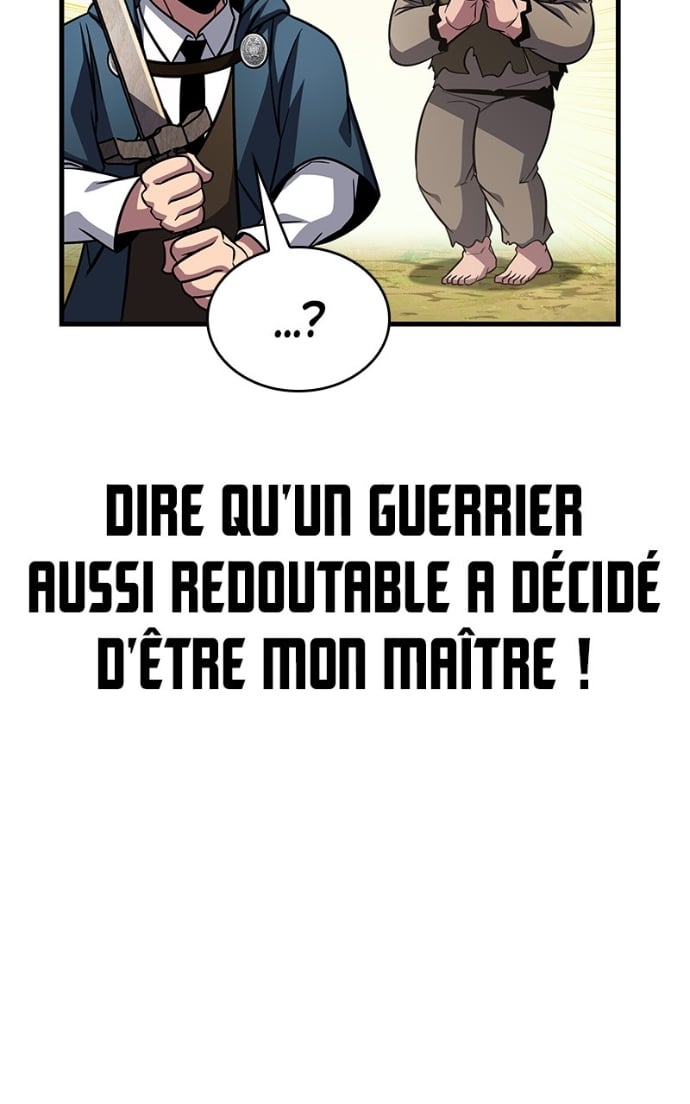 ...?
DIRE QU'UN GUERRIER
AUSSI REDOUTABLE A DÉCIDÉ
D'ÊTRE MON MAÎTRE !